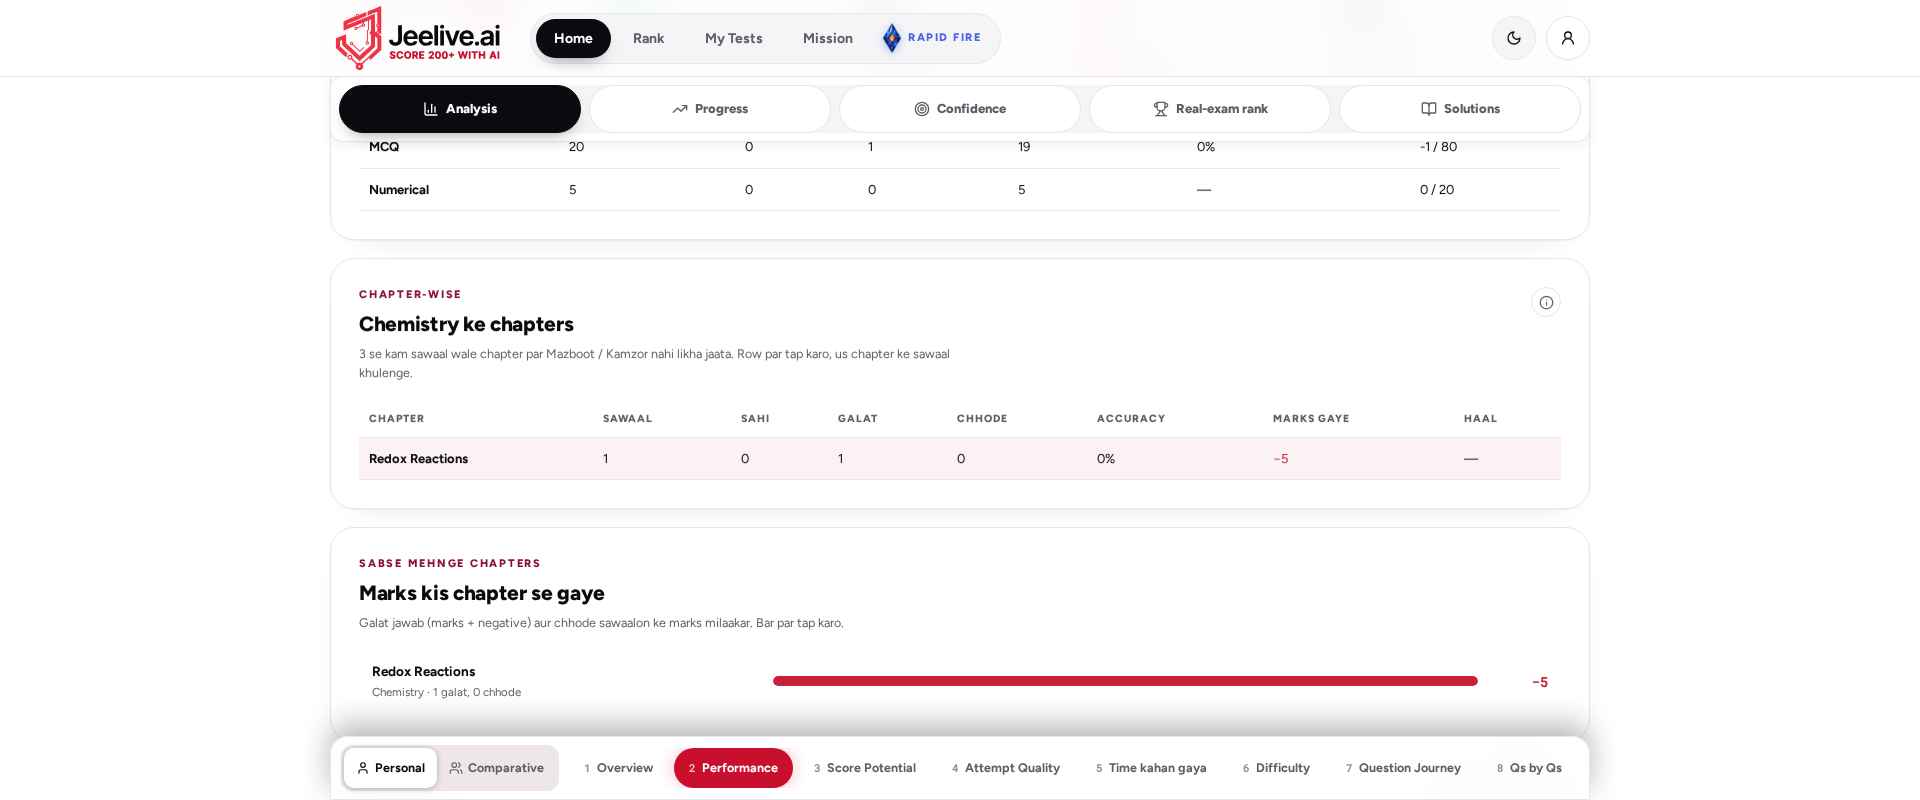 Jeelive.ai
SCORE 200+ WITH AI
Home Rank My Tests Mission RAPID FIRE
Analysis Progress Confidence Real-exam rank Solutions
MCQ 20 0 1 19 0% -1 / 80
Numerical 5 0 0 5 — 0 / 20
CHAPTER-WISE
Chemistry ke chapters
3 se kam sawaal wale chapter par Mazboot / Kamzor nahi likha jaata. Row par tap karo, us chapter ke sawaal
khulenge.
CHAPTER SAWAAL SAHI GALAT CHHODE ACCURACY MARKS GAYE HAAL
Redox Reactions 1 0 1 0 0% −5 —
SABSE MEHNGE CHAPTERS
Marks kis chapter se gaye
Galat jawab (marks + negative) aur chhode sawaalon ke marks milaakar. Bar par tap karo.
Redox Reactions
Chemistry · 1 galat, 0 chhode
−5
Personal Comparative 1 Overview 2 Performance 3 Score Potential 4 Attempt Quality 5 Time kahan gaya 6 Difficulty 7 Question Journey 8 Qs by Qs